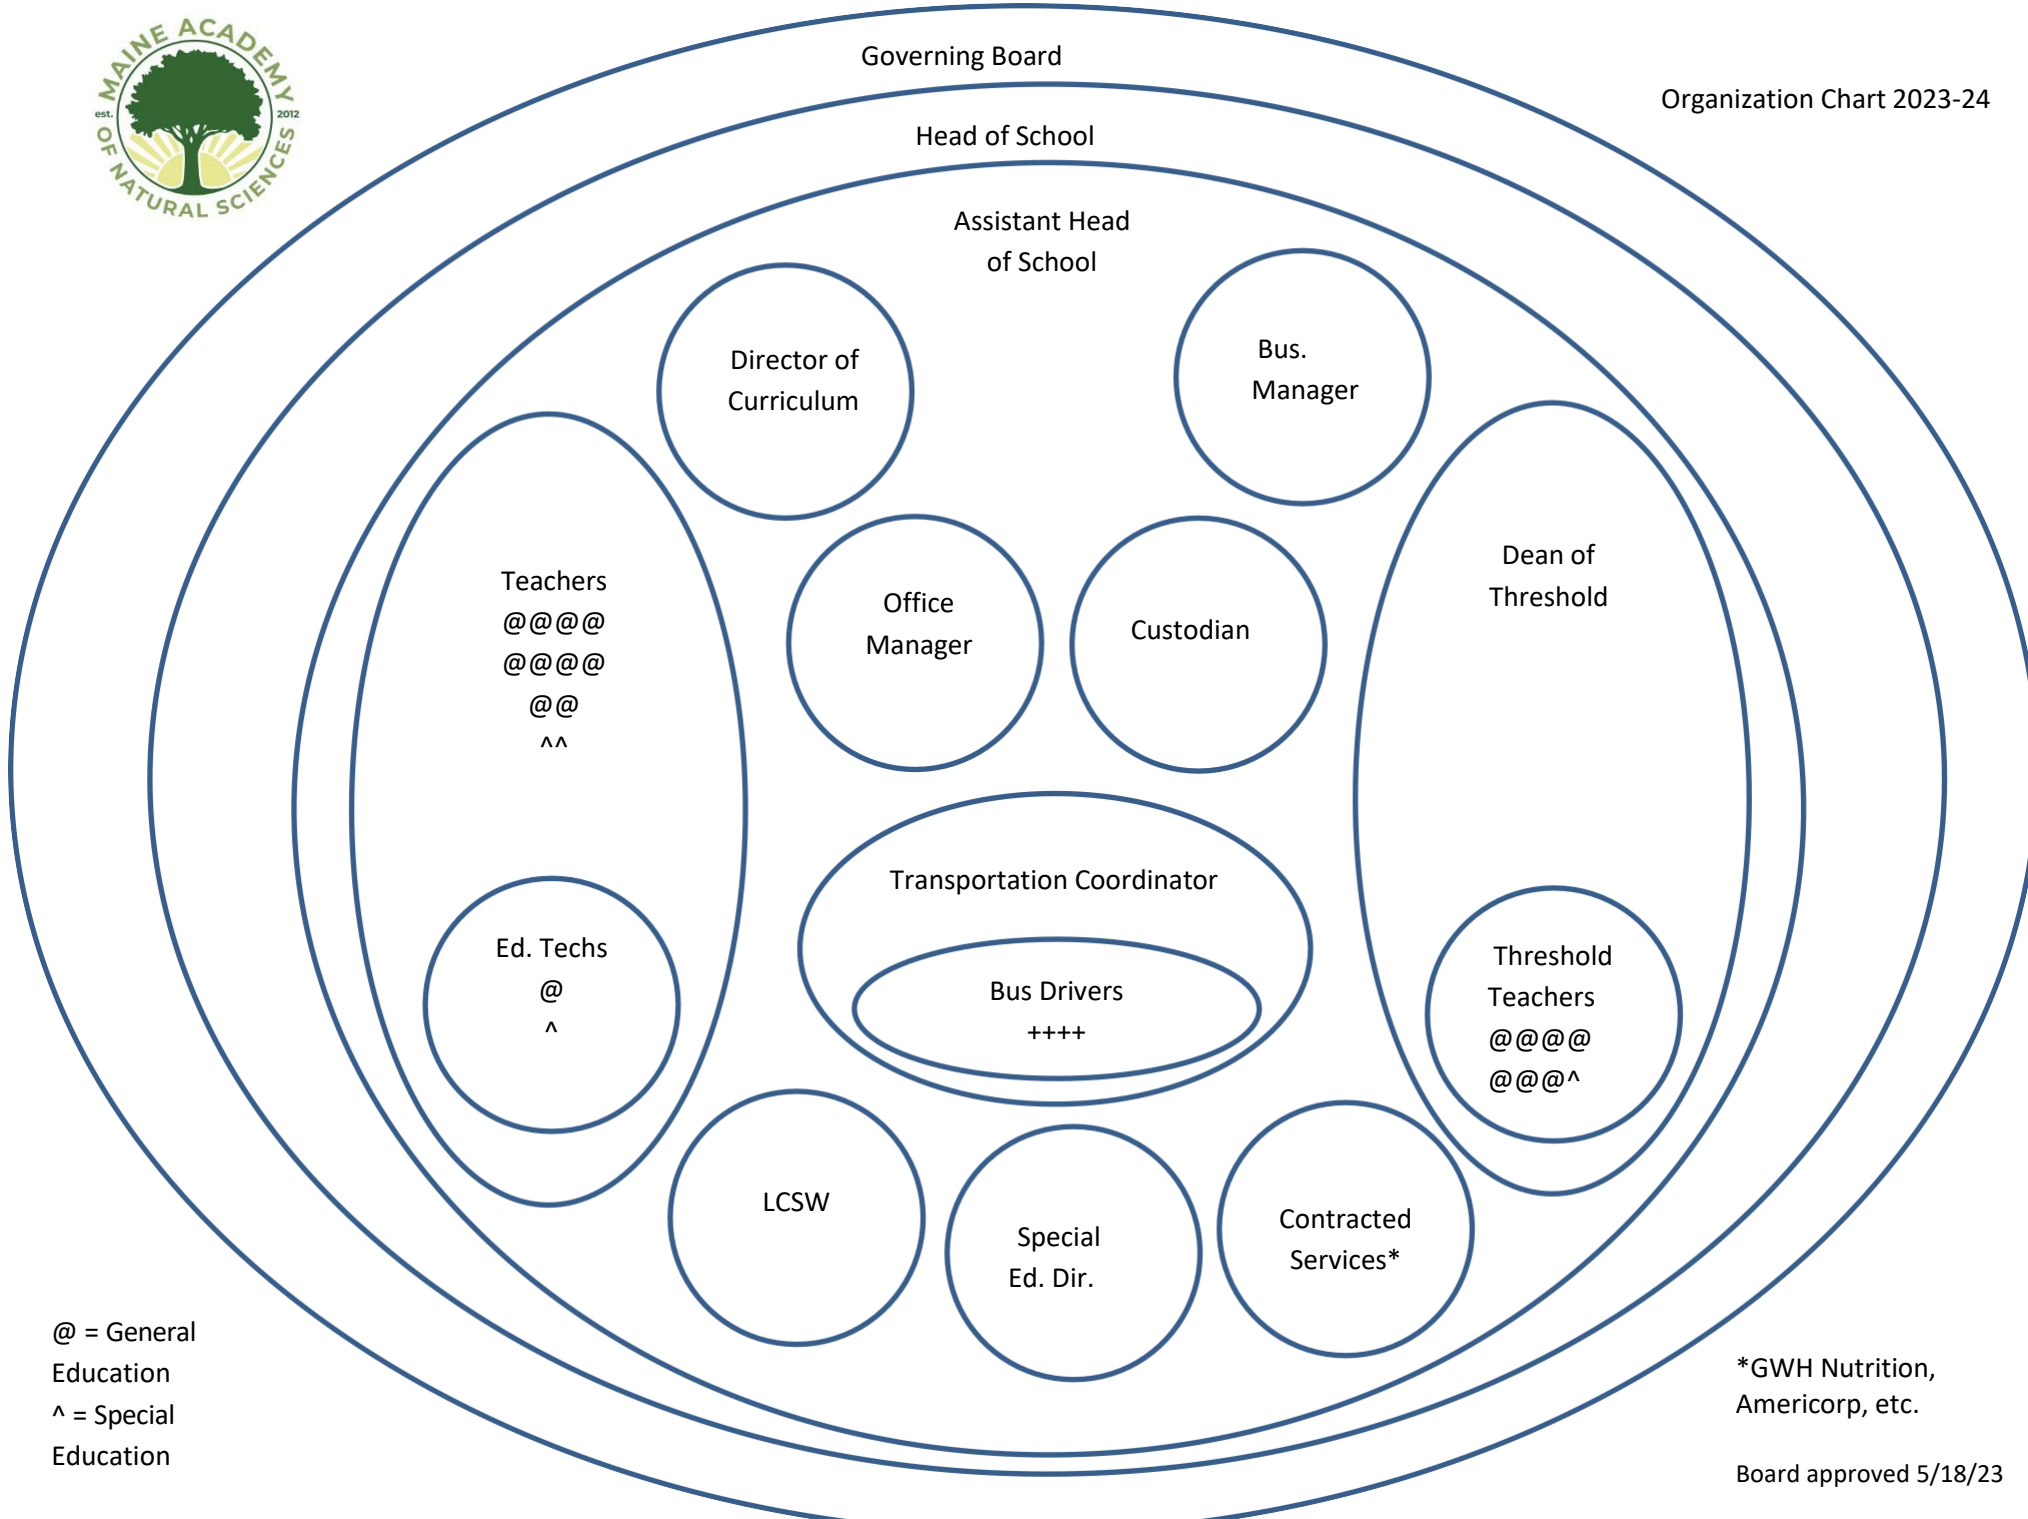 MAINE ACADEMY
est. 2012
OF NATURAL SCIENCES
Governing Board
Organization Chart 2023-24
Head of School
Assistant Head
of School
Director of
Curriculum
Bus.
Manager
Teachers
@@@@
@@@@
@@
^^
Office
Manager
Custodian
Dean of
Threshold
Transportation Coordinator
Bus Drivers
++++
Ed. Techs
@
^
Threshold
Teachers
@@@@
@@@^
LCSW
Special
Ed. Dir.
Contracted
Services*
@ = General
Education
^ = Special
Education
*GWH Nutrition,
Americorp, etc.
Board approved 5/18/23